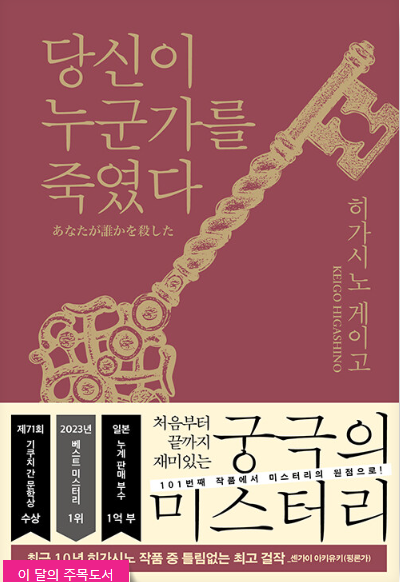 당신이
누군가를
죽였다
あなたが誰かを殺した
히가시노 게이고
KEIGO HIGASHINO
제71회
기쿠치 간 문학상
수상
2023년
베스트 미스터리
1위
일본
누계 판매 부수
1억 부
처음부터
끝까지
재미있는
궁극의
101번째 작품에서 미스터리의 원점으로!
미스터리
최근 10년 히가시노 작품 중 틀림없는 최고 걸작 _센가이 아키유키(평론가)
이 달의 주목도서